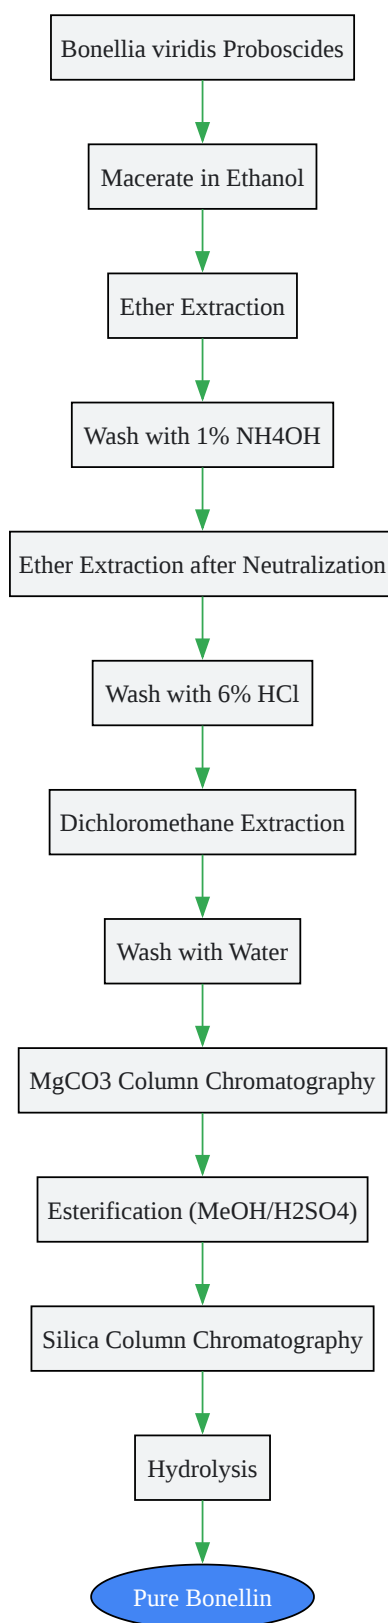 Bonellia viridis Proboscides
Macerate in Ethanol
Ether Extraction
Wash with 1% NH4OH
Ether Extraction after Neutralization
Wash with 6% HCl
Dichloromethane Extraction
Wash with Water
MgCO3 Column Chromatography
Esterification (MeOH/H2SO4)
Silica Column Chromatography
Hydrolysis
Pure Bonellin